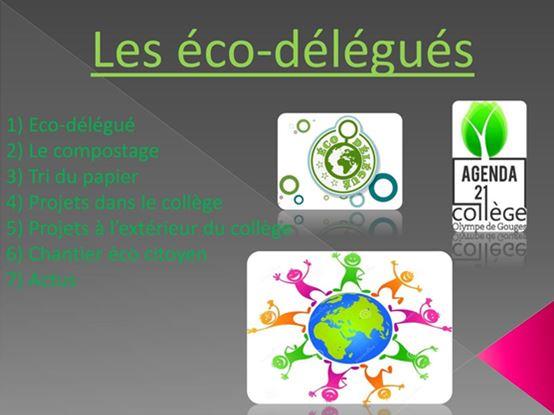 Les éco-délégués
1) Eco-délégué
2) Le compostage
3) Tri du papier
4) Projets dans le collège
5) Projets à l'extérieur du collège
6) Chantier éco citoyen
7) Actus
ÉCO-DÉLÉGUÉ
AGENDA
21
collège
Olympe de Gouges